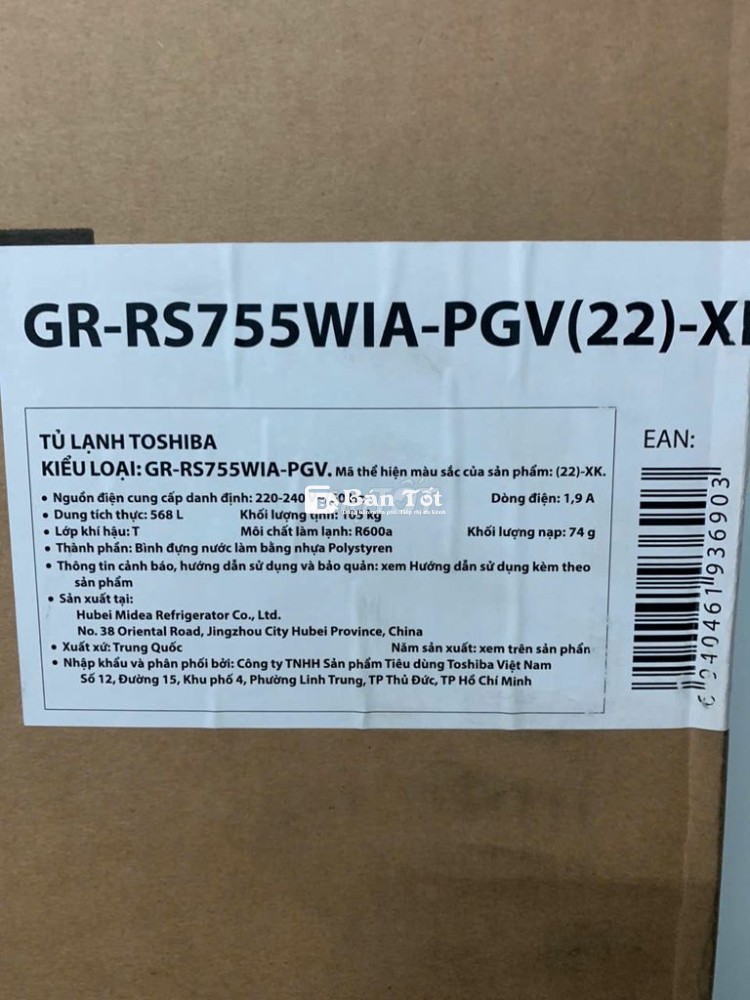 GR-RS755WIA-PGV(22)-X
TỦ LẠNH TOSHIBA
KIỂU LOẠI: GR-RS755WIA-PGV. Mã thể hiện màu sắc của sản phẩm: (22)-XK.
EAN:
• Nguồn điện cung cấp danh định: 220-240 Dòng điện: 1,9 A
Bán Tốt
• Dung tích thực: 568 L Khối lượng tịnh: 105 kg
• Lớp khí hậu: T Môi chất làm lạnh: R600a Khối lượng nạp: 74 g
• Thành phần: Bình đựng nước làm bằng nhựa Polystyren
• Thông tin cảnh báo, hướng dẫn sử dụng và bảo quản: xem Hướng dẫn sử dụng kèm theo
sản phẩm
• Sản xuất tại:
Hubei Midea Refrigerator Co., Ltd.
No. 38 Oriental Road, Jingzhou City Hubei Province, China
• Xuất xứ: Trung Quốc Năm sản xuất: xem trên sản phẩn
• Nhập khẩu và phân phối bởi: Công ty TNHH Sản phẩm Tiêu dùng Toshiba Việt Nam
Số 12, Đường 15, Khu phố 4, Phường Linh Trung, TP Thủ Đức, TP Hồ Chí Minh
6940461936903